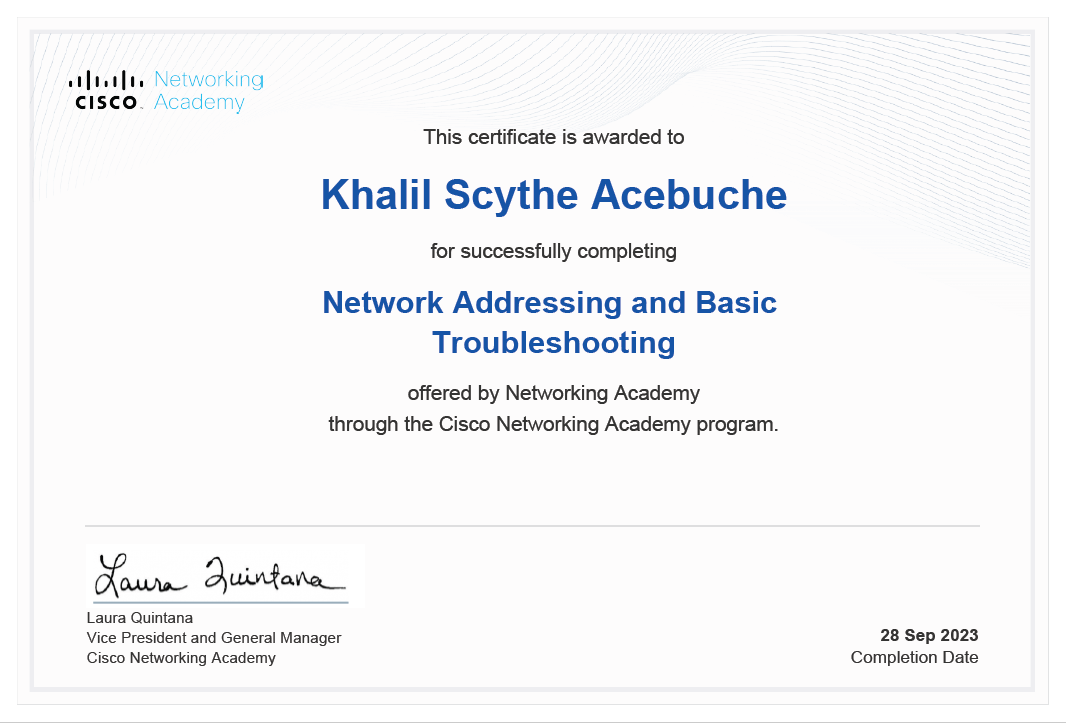 CISCO Networking
Academy
This certificate is awarded to
Khalil Scythe Acebuche
for successfully completing
Network Addressing and Basic
Troubleshooting
offered by Networking Academy
through the Cisco Networking Academy program.
Laura Quintana
Laura Quintana
Vice President and General Manager
Cisco Networking Academy
28 Sep 2023
Completion Date